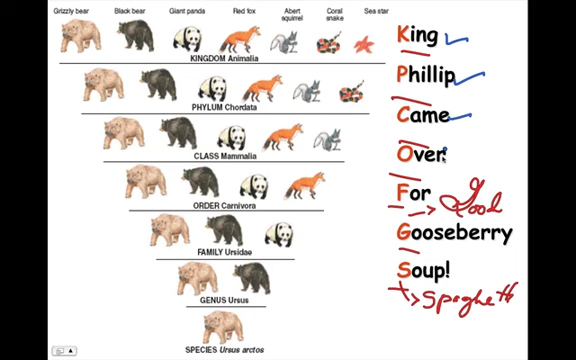 Grizzly bear Black bear Giant panda Red fox Abert squirrel Coral snake Sea star
KINGDOM Animalia
PHYLUM Chordata
CLASS Mammalia
ORDER Carnivora
FAMILY Ursidae
GENUS Ursus
SPECIES Ursus arctos
King
Phillip
Came
Over
For
Good
Gooseberry
Soup!
Spaghetti